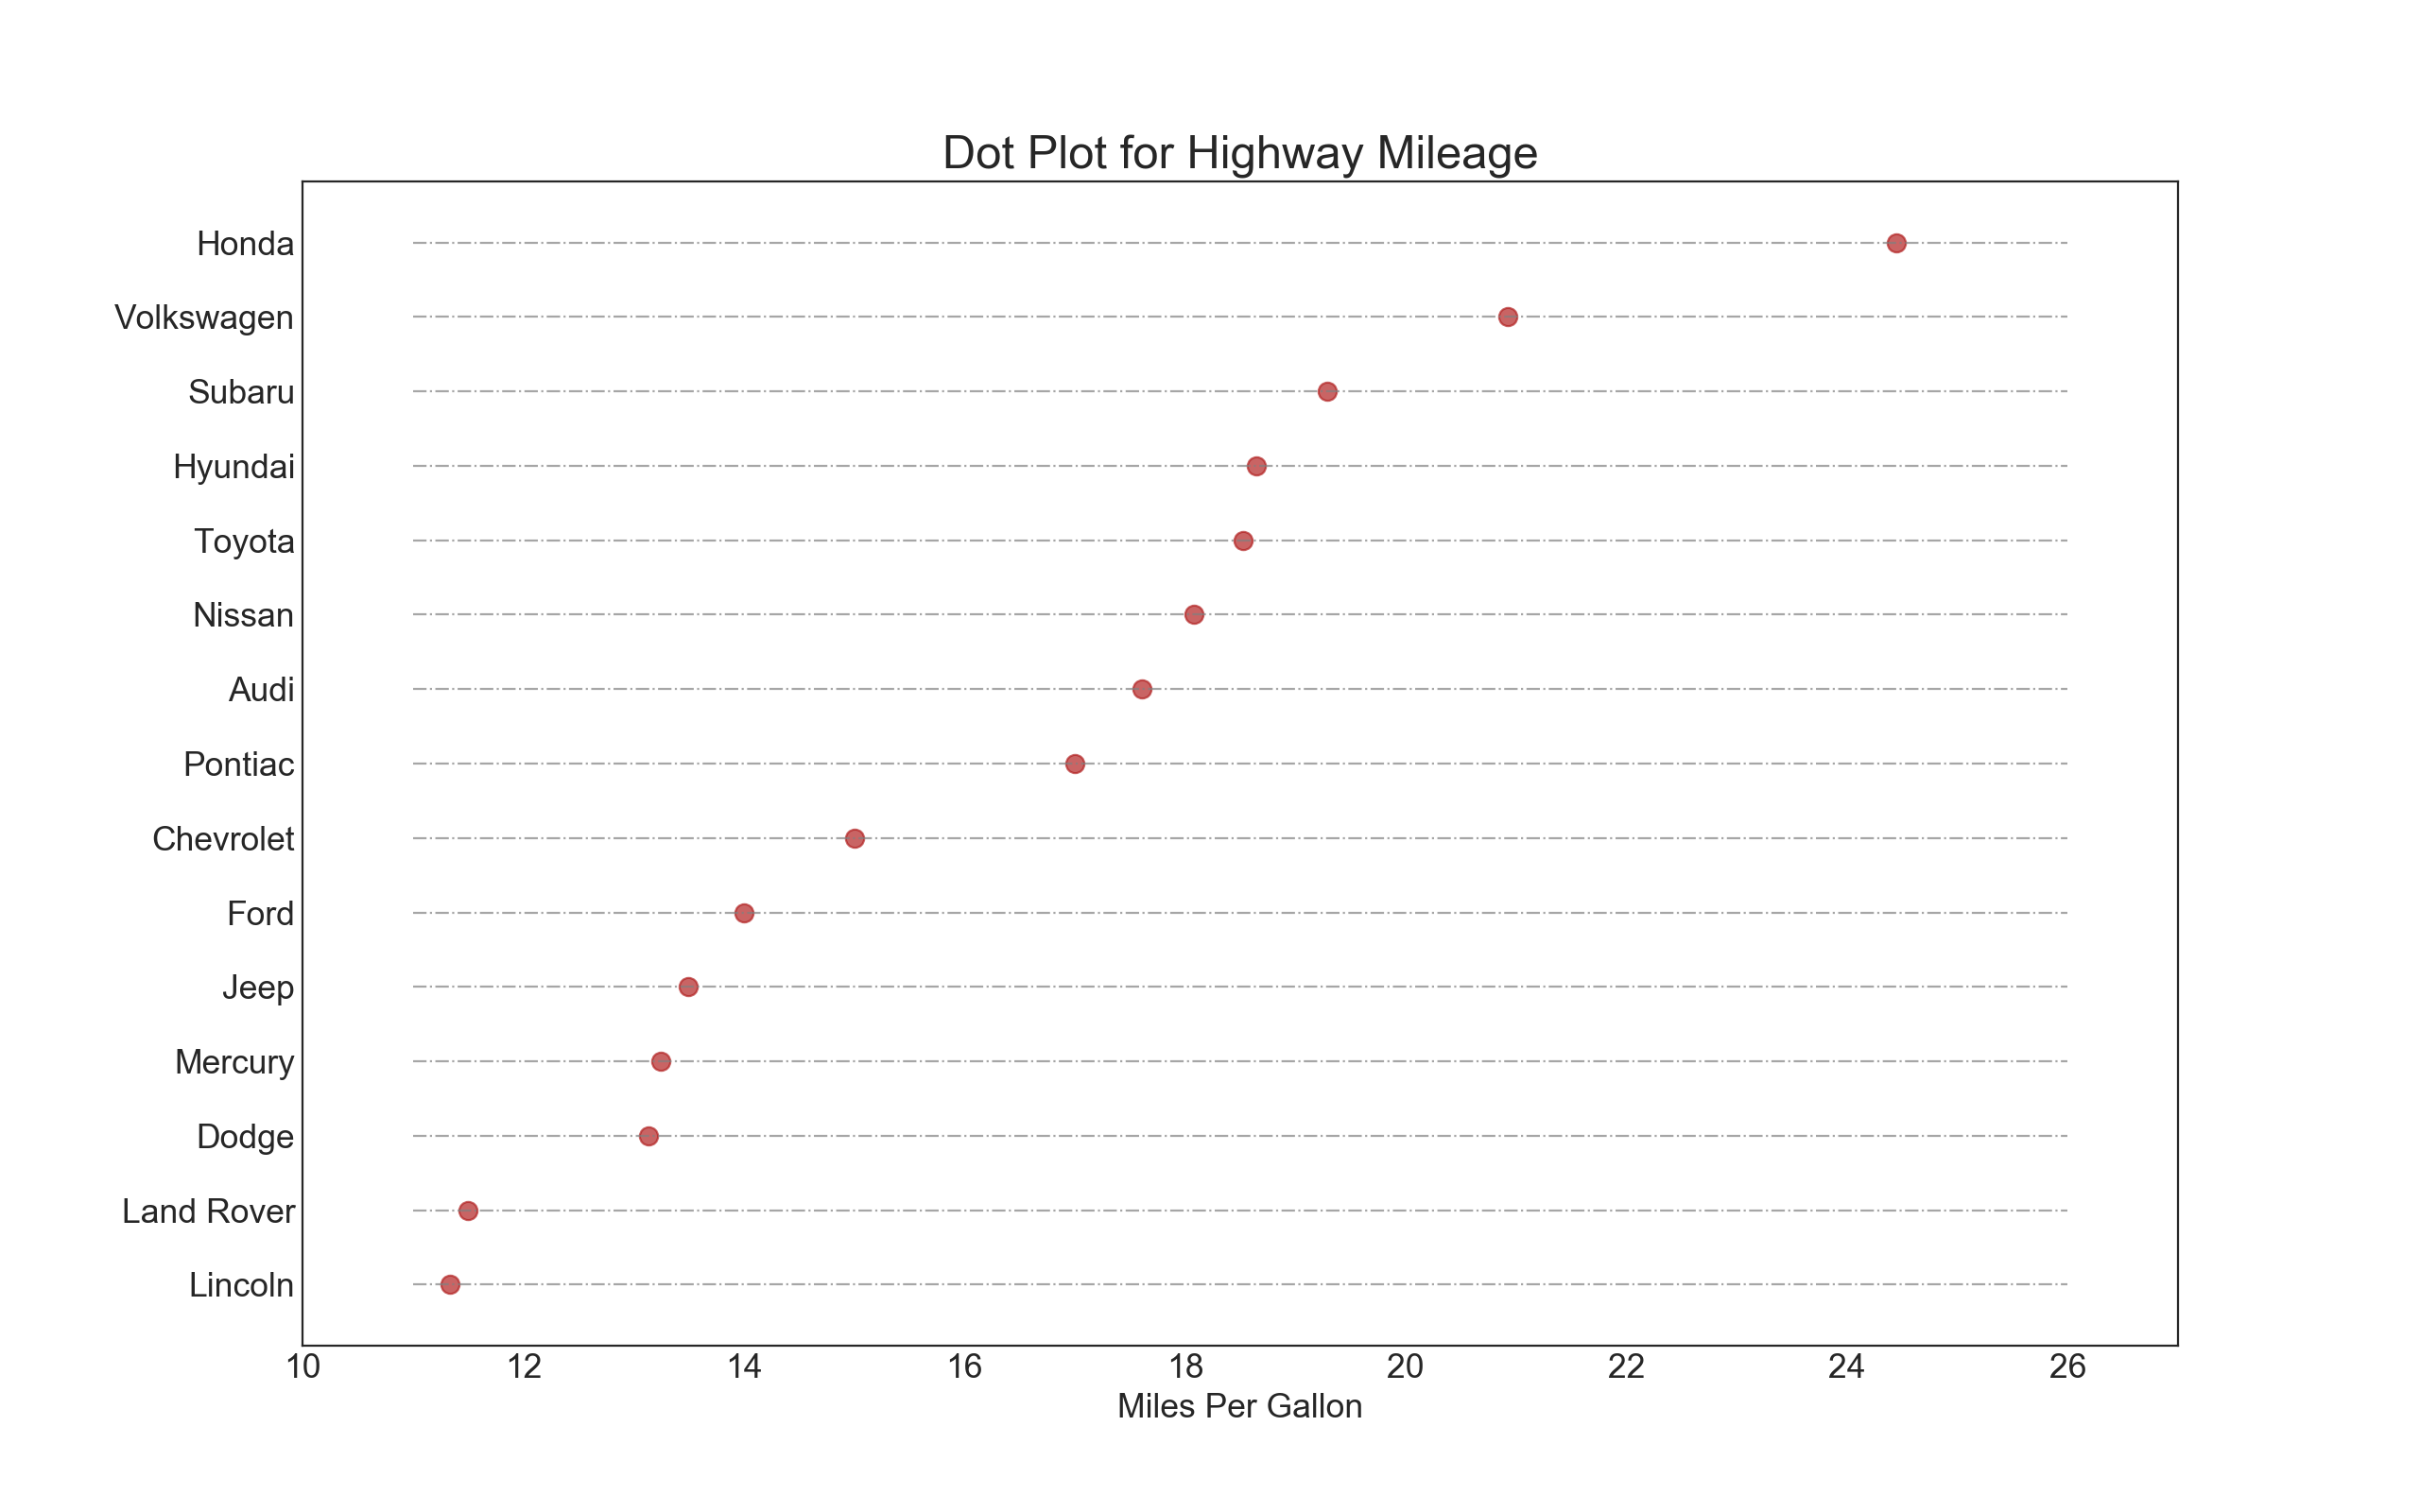 Dot Plot for Highway Mileage
Honda
Volkswagen
Subaru
Hyundai
Toyota
Nissan
Audi
Pontiac
Chevrolet
Ford
Jeep
Mercury
Dodge
Land Rover
Lincoln
10 12 14 16 18 20 22 24 26
Miles Per Gallon